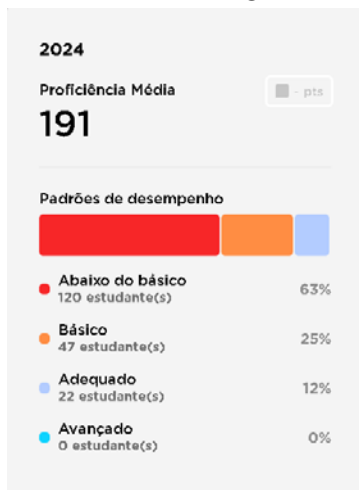 2024
Proficiência Média
- pts
191
Padrões de desempenho
Abaixo do básico
120 estudante(s)
63%
Básico
47 estudante(s)
25%
Adequado
22 estudante(s)
12%
Avançado
0 estudante(s)
0%